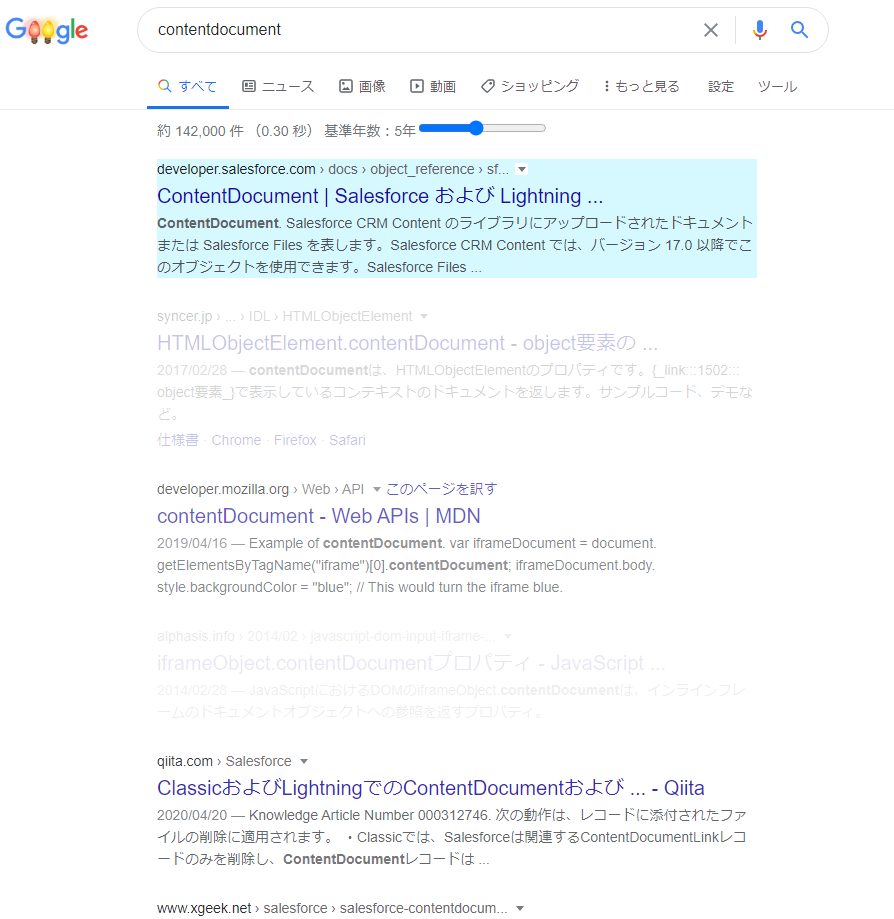 Google
contentdocument
すべて ニュース 画像 動画 ショッピング もっと見る 設定 ツール
約 142,000 件 （0.30 秒） 基準年数：5年
developer.salesforce.com › docs › object_reference › sf...
ContentDocument | Salesforce および Lightning ...
ContentDocument. Salesforce CRM Content のライブラリにアップロードされたドキュメント
または Salesforce Files を表します。Salesforce CRM Content では、バージョン 17.0 以降でこ
のオブジェクトを使用できます。Salesforce Files ...
syncer.jp › ... › IDL › HTMLObjectElement
HTMLObjectElement.contentDocument - object要素の ...
2017/02/28 — contentDocumentは、HTMLObjectElementのプロパティです。{_link:::1502:::
object要素_}で表示しているコンテキストのドキュメントを返します。サンプルコード、デモな
ど。
仕様書 · Chrome · Firefox · Safari
developer.mozilla.org › Web › API このページを訳す
contentDocument - Web APIs | MDN
2019/04/16 — Example of contentDocument. var iframeDocument = document.
getElementsByTagName("iframe")[0].contentDocument; iframeDocument.body.
style.backgroundColor = "blue"; // This would turn the iframe blue.
alphasis.info › 2014/02 › javascript-dom-input-iframe-...
iframeObject.contentDocumentプロパティ - JavaScript ...
2014/02/28 — JavaScriptにおけるDOMのiframeObject.contentDocumentは、インラインフレ
ームのドキュメントオブジェクトへの参照を返すプロパティ。
qiita.com › Salesforce
ClassicおよびLightningでのContentDocumentおよび ... - Qiita
2020/04/20 — Knowledge Article Number 000312746. 次の動作は、レコードに添付されたファ
イルの削除に適用されます。 ・Classicでは、Salesforceは関連するContentDocumentLinkレコ
ードのみを削除し、ContentDocumentレコードは ...
www.xgeek.net › salesforce › salesforce-contentdocum...